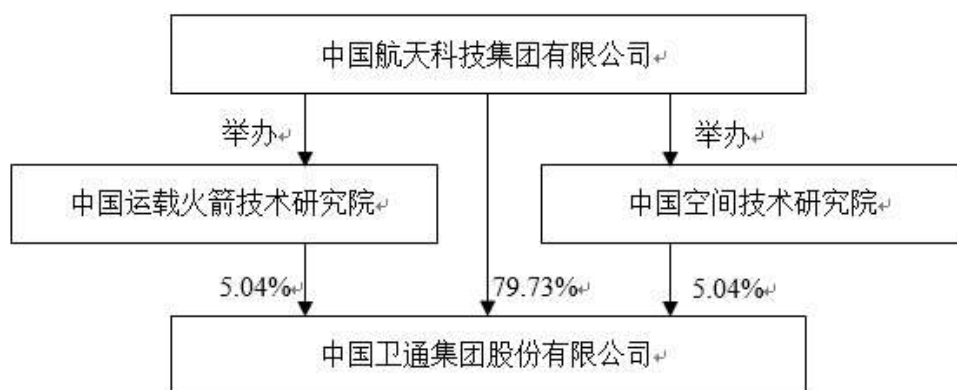 中国航天科技集团有限公司
举办 举办
中国运载火箭技术研究院 中国空间技术研究院
5.04% 79.73% 5.04%
中国卫通集团股份有限公司